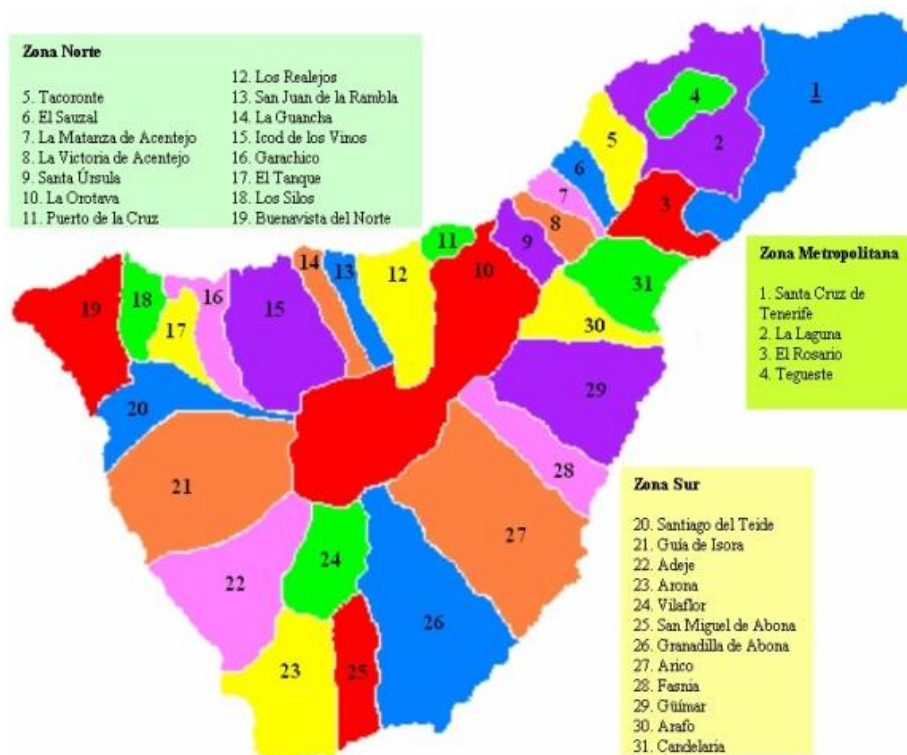 Zona Norte
5. Tacoronte
6. El Sauzal
7. La Matanza de Acentejo
8. La Victoria de Acentejo
9. Santa Úrsula
10. La Orotava
11. Puerto de la Cruz
12. Los Realejos
13. San Juan de la Rambla
14. La Guancha
15. Icod de los Vinos
16. Garachico
17. El Tanque
18. Los Silos
19. Buenavista del Norte
1
4
2
5
6
3
7
8
9
11
10
12
13
14
31
15
16
18
19
17
30
29
20
28
21
27
24
22
26
23
25
Zona Metropolitana
1. Santa Cruz de
Tenerife
2. La Laguna
3. El Rosario
4. Tegueste
Zona Sur
20. Santiago del Teide
21. Guía de Isora
22. Adeje
23. Arona
24. Vilaflor
25. San Miguel de Abona
26. Granadilla de Abona
27. Arico
28. Fasnia
29. Güímar
30. Arafo
31. Candelaria